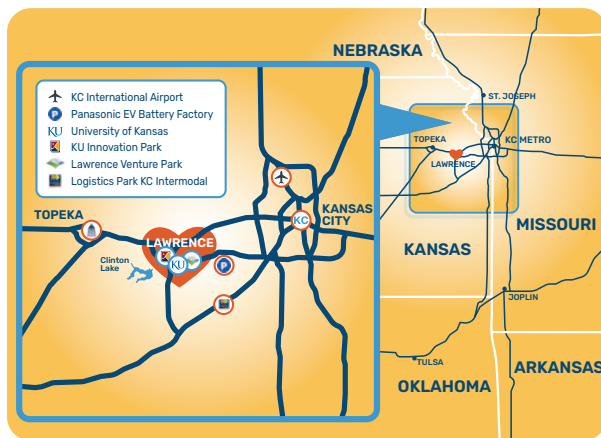 NEBRASKA
ST. JOSEPH
TOPEKA
KC METRO
LAWRENCE
MISSOURI
KANSAS
JOPLIN
TULSA
OKLAHOMA
ARKANSAS
KC International Airport
P Panasonic EV Battery Factory
KU University of Kansas
KU Innovation Park
Lawrence Venture Park
Logistics Park KC Intermodal
TOPEKA
KANSAS
CITY
KC
LAWRENCE
Clinton
Lake
KU
P